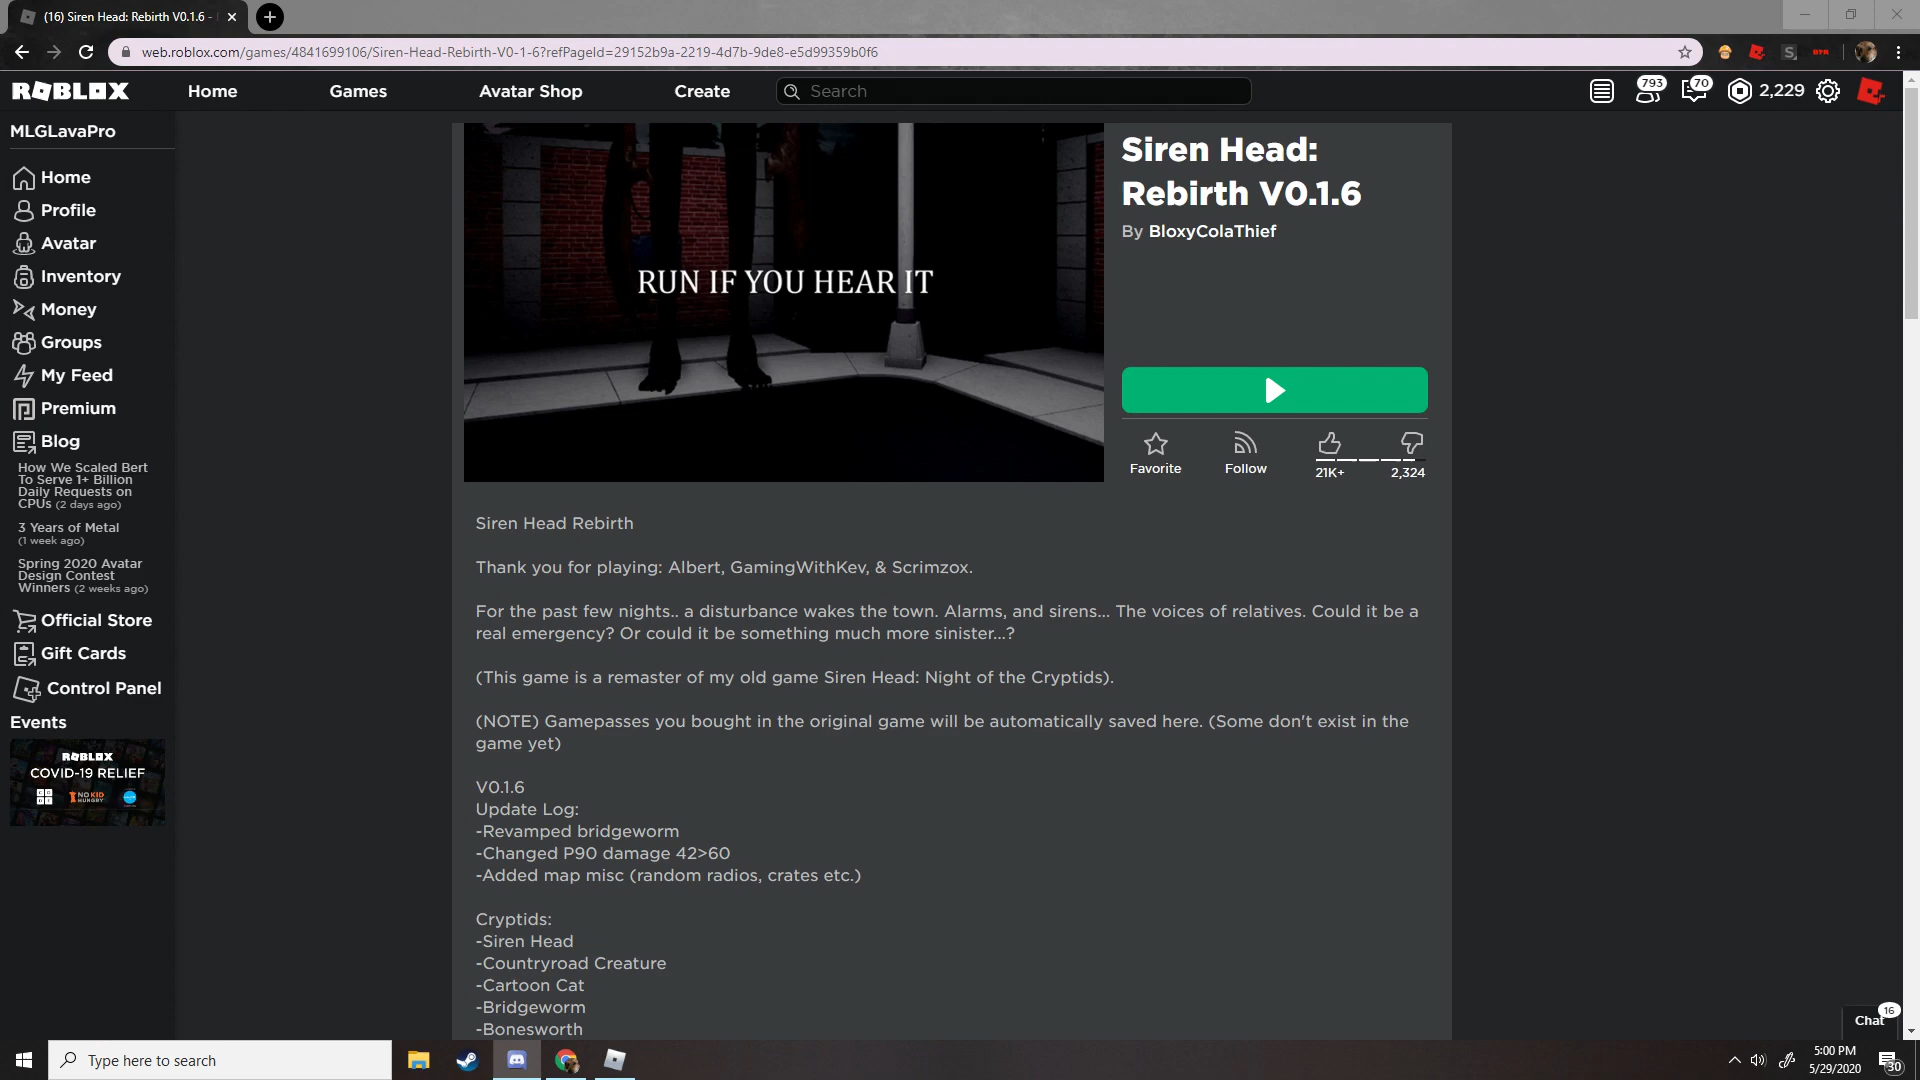 (16) Siren Head: Rebirth V0.1.6 -
web.roblox.com/games/4841699106/Siren-Head-Rebirth-V0-1-6?refPageId=29152b9a-2219-4d7b-9de8-e5d99359b0f6
ROBLOX Home Games Avatar Shop Create Search 793 70 2,229
MLGLavaPro
Home
Profile
Avatar
Inventory
Money
Groups
My Feed
Premium
Blog
How We Scaled Bert
To Serve 1+ Billion
Daily Requests on
CPUs (2 days ago)
3 Years of Metal
(1 week ago)
Spring 2020 Avatar
Design Contest
Winners (2 weeks ago)
Official Store
Gift Cards
Control Panel
Events
ROBLOX
COVID-19 RELIEF
NO KID
HUNGRY
RUN IF YOU HEAR IT
Siren Head:
Rebirth V0.1.6
By BloxyColaThief
Favorite Follow 21K+ 2,324
Siren Head Rebirth
Thank you for playing: Albert, GamingWithKev, & Scrimzox.
For the past few nights.. a disturbance wakes the town. Alarms, and sirens... The voices of relatives. Could it be a
real emergency? Or could it be something much more sinister...?
(This game is a remaster of my old game Siren Head: Night of the Cryptids).
(NOTE) Gamepasses you bought in the original game will be automatically saved here. (Some don't exist in the
game yet)
V0.1.6
Update Log:
-Revamped bridgeworm
-Changed P90 damage 42>60
-Added map misc (random radios, crates etc.)
Cryptids:
-Siren Head
-Countryroad Creature
-Cartoon Cat
-Bridgeworm
-Bonesworth
Chat 16
Type here to search
5:00 PM
5/29/2020
30